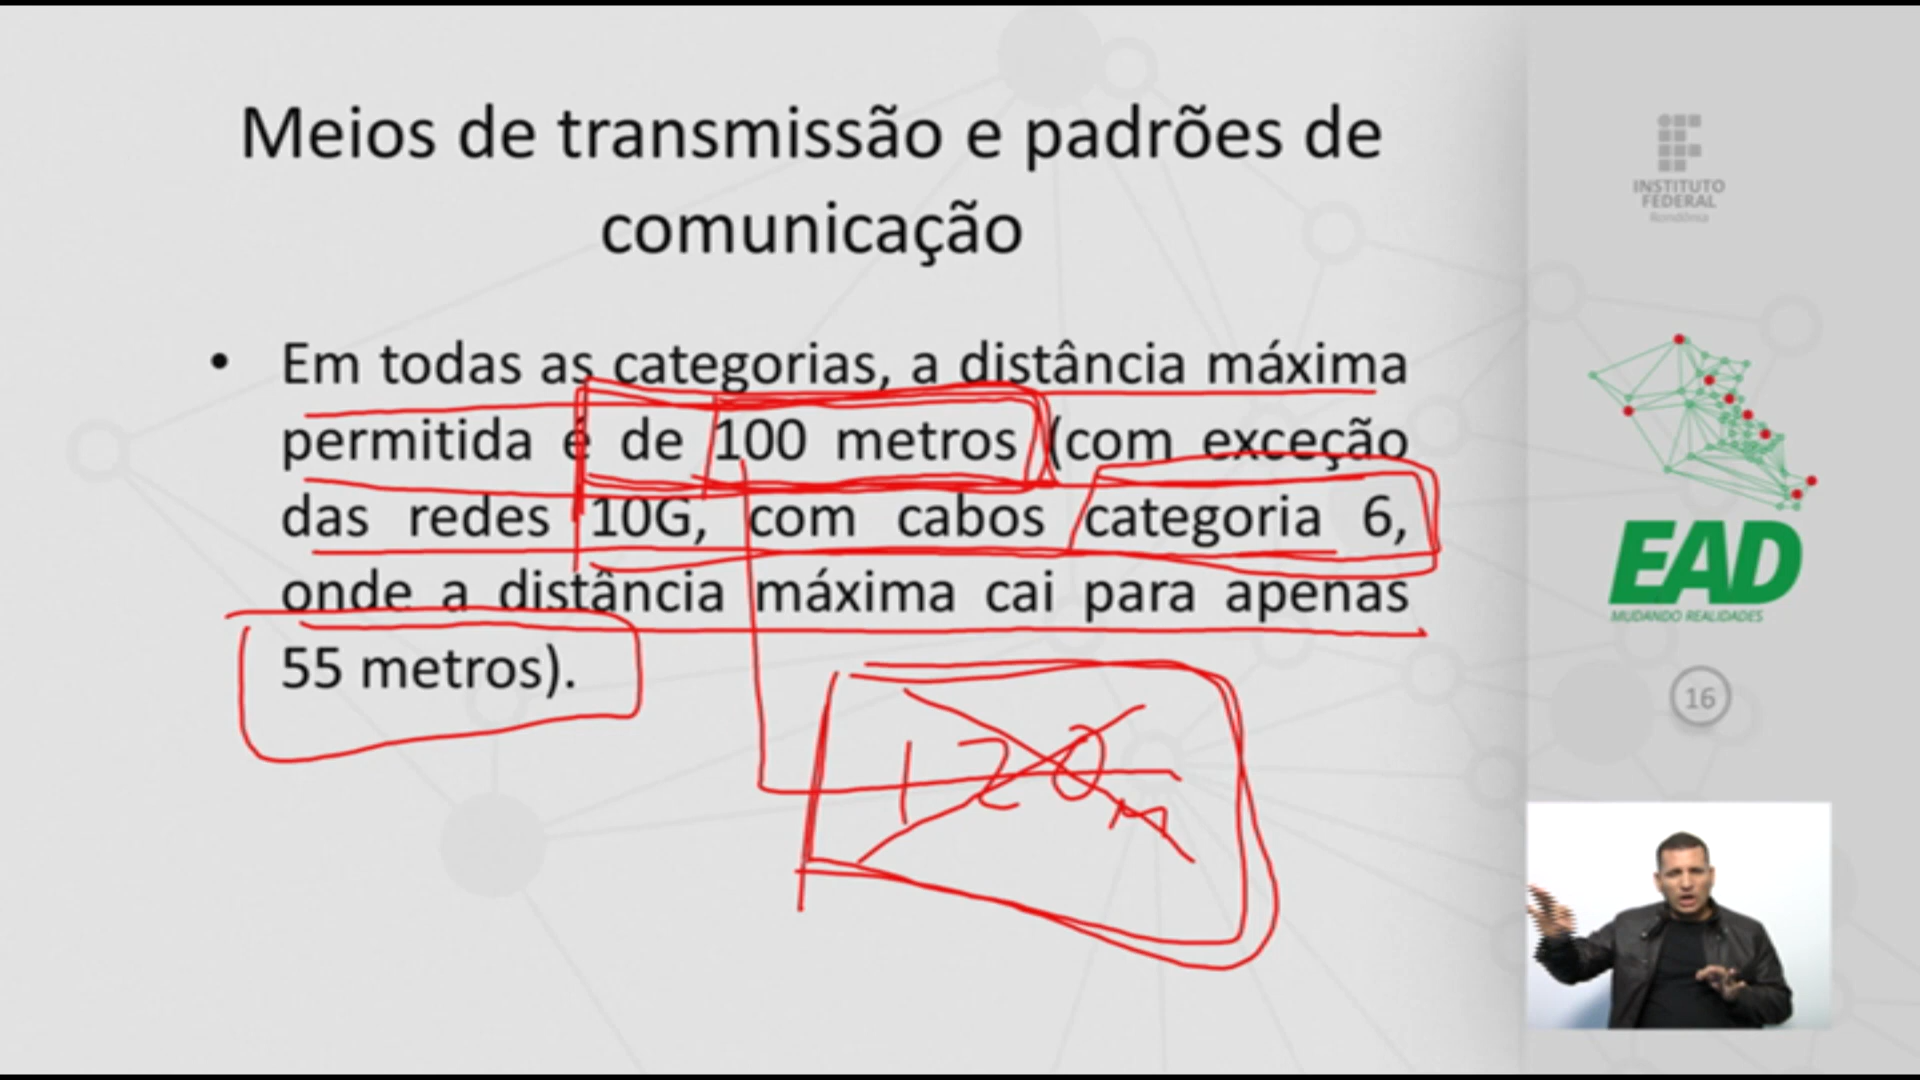 Meios de transmissão e padrões de
comunicação
• Em todas as categorias, a distância máxima
permitida é de 100 metros (com exceção
das redes 10G, com cabos categoria 6,
onde a distância máxima cai para apenas
55 metros).
120m
INSTITUTO
FEDERAL
Rondônia
EAD
MUDANDO REALIDADES
16